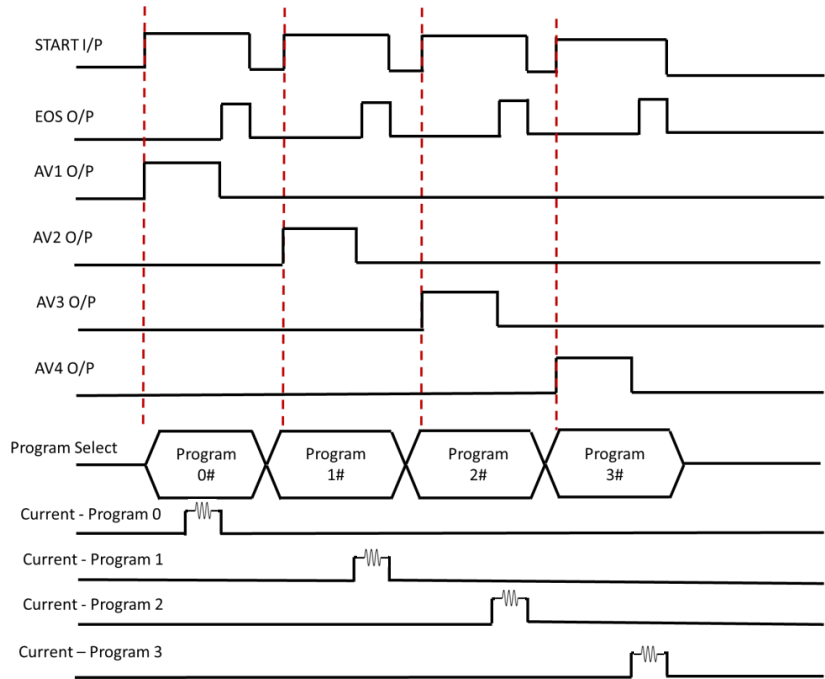 START I/P
EOS O/P
AV1 O/P
AV2 O/P
AV3 O/P
AV4 O/P
Program Select
Program
0#
Program
1#
Program
2#
Program
3#
Current - Program 0
Current - Program 1
Current - Program 2
Current – Program 3